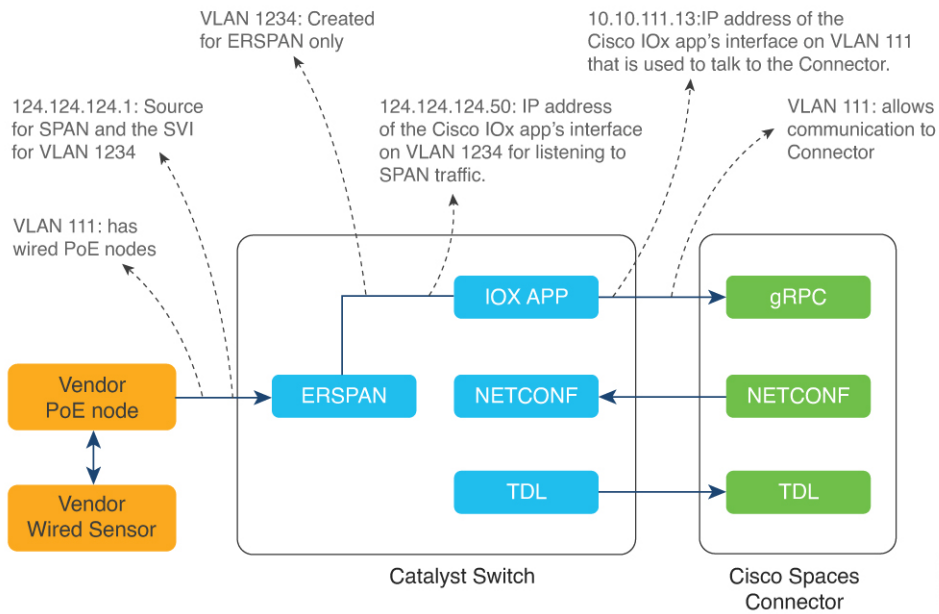 VLAN 1234: Created
for ERSPAN only
10.10.111.13:IP address of the
Cisco IOx app's interface on VLAN 111
that is used to talk to the Connector.
124.124.124.1: Source
for SPAN and the SVI
for VLAN 1234
124.124.124.50: IP address
of the Cisco IOx app's interface
on VLAN 1234 for listening to
SPAN traffic.
VLAN 111: allows
communication to
Connector
VLAN 111: has
wired PoE nodes
IOX APP
gRPC
Vendor
PoE node
ERSPAN
NETCONF
NETCONF
Vendor
Wired Sensor
TDL
TDL
Catalyst Switch
Cisco Spaces
Connector